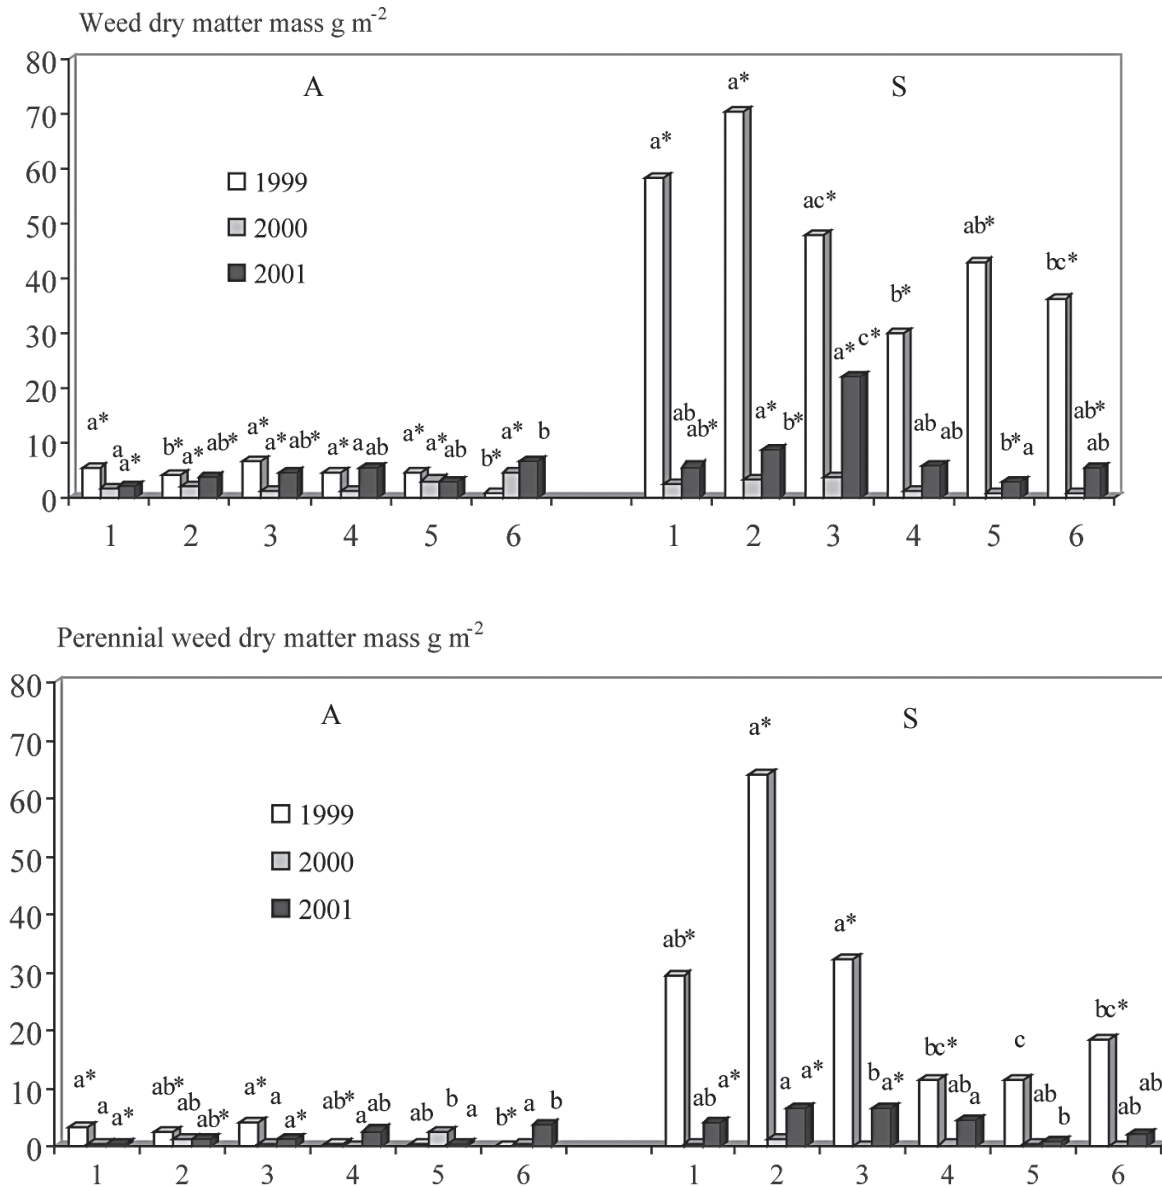 Weed dry matter mass g m-2
80
70
60
50
40
30
20
10
0
A
S
1999
2000
2001
a* a a*
b* a* ab*
a* a* ab*
a* a ab
a* a* ab
b* a* b
a* ab ab*
a* a* b*
ac* a* c*
b* ab ab
ab* b* a
bc* ab* ab
1 2 3 4 5 6 1 2 3 4 5 6
Perennial weed dry matter mass g m-2
80
70
60
50
40
30
20
10
0
A
S
1999
2000
2001
a* a a*
ab* ab ab*
a* a a*
ab* a ab
ab b a
b* a b
ab* ab a*
a* a a*
a* b a*
bc* ab a
c ab b
bc* ab ab
1 2 3 4 5 6 1 2 3 4 5 6